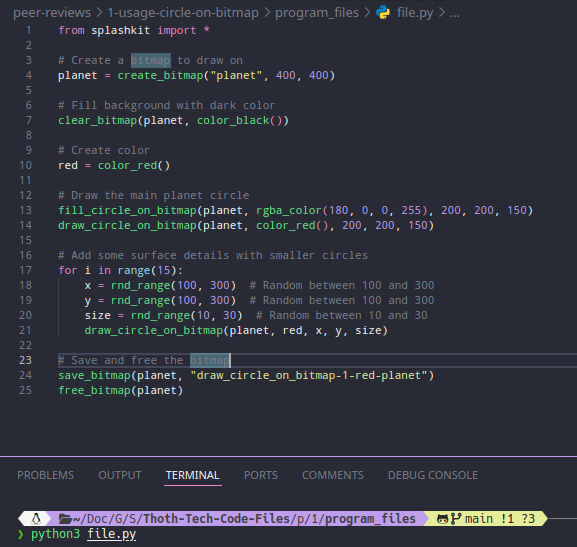 peer-reviews > 1-usage-circle-on-bitmap > program_files > file.py > ...
1 from splashkit import *
2
3 # Create a bitmap to draw on
4 planet = create_bitmap("planet", 400, 400)
5
6 # Fill background with dark color
7 clear_bitmap(planet, color_black())
8
9 # Create color
10 red = color_red()
11
12 # Draw the main planet circle
13 fill_circle_on_bitmap(planet, rgba_color(180, 0, 0, 255), 200, 200, 150)
14 draw_circle_on_bitmap(planet, color_red(), 200, 200, 150)
15
16 # Add some surface details with smaller circles
17 for i in range(15):
18     x = rnd_range(100, 300)  # Random between 100 and 300
19     y = rnd_range(100, 300)  # Random between 100 and 300
20     size = rnd_range(10, 30)  # Random between 10 and 30
21     draw_circle_on_bitmap(planet, red, x, y, size)
22
23 # Save and free the bitmap
24 save_bitmap(planet, "draw_circle_on_bitmap-1-red-planet")
25 free_bitmap(planet)
PROBLEMS OUTPUT TERMINAL PORTS COMMENTS DEBUG CONSOLE
~/Doc/G/S/Thoth-Tech-Code-Files/p/1/program_files main !1 ?3
❯ python3 file.py